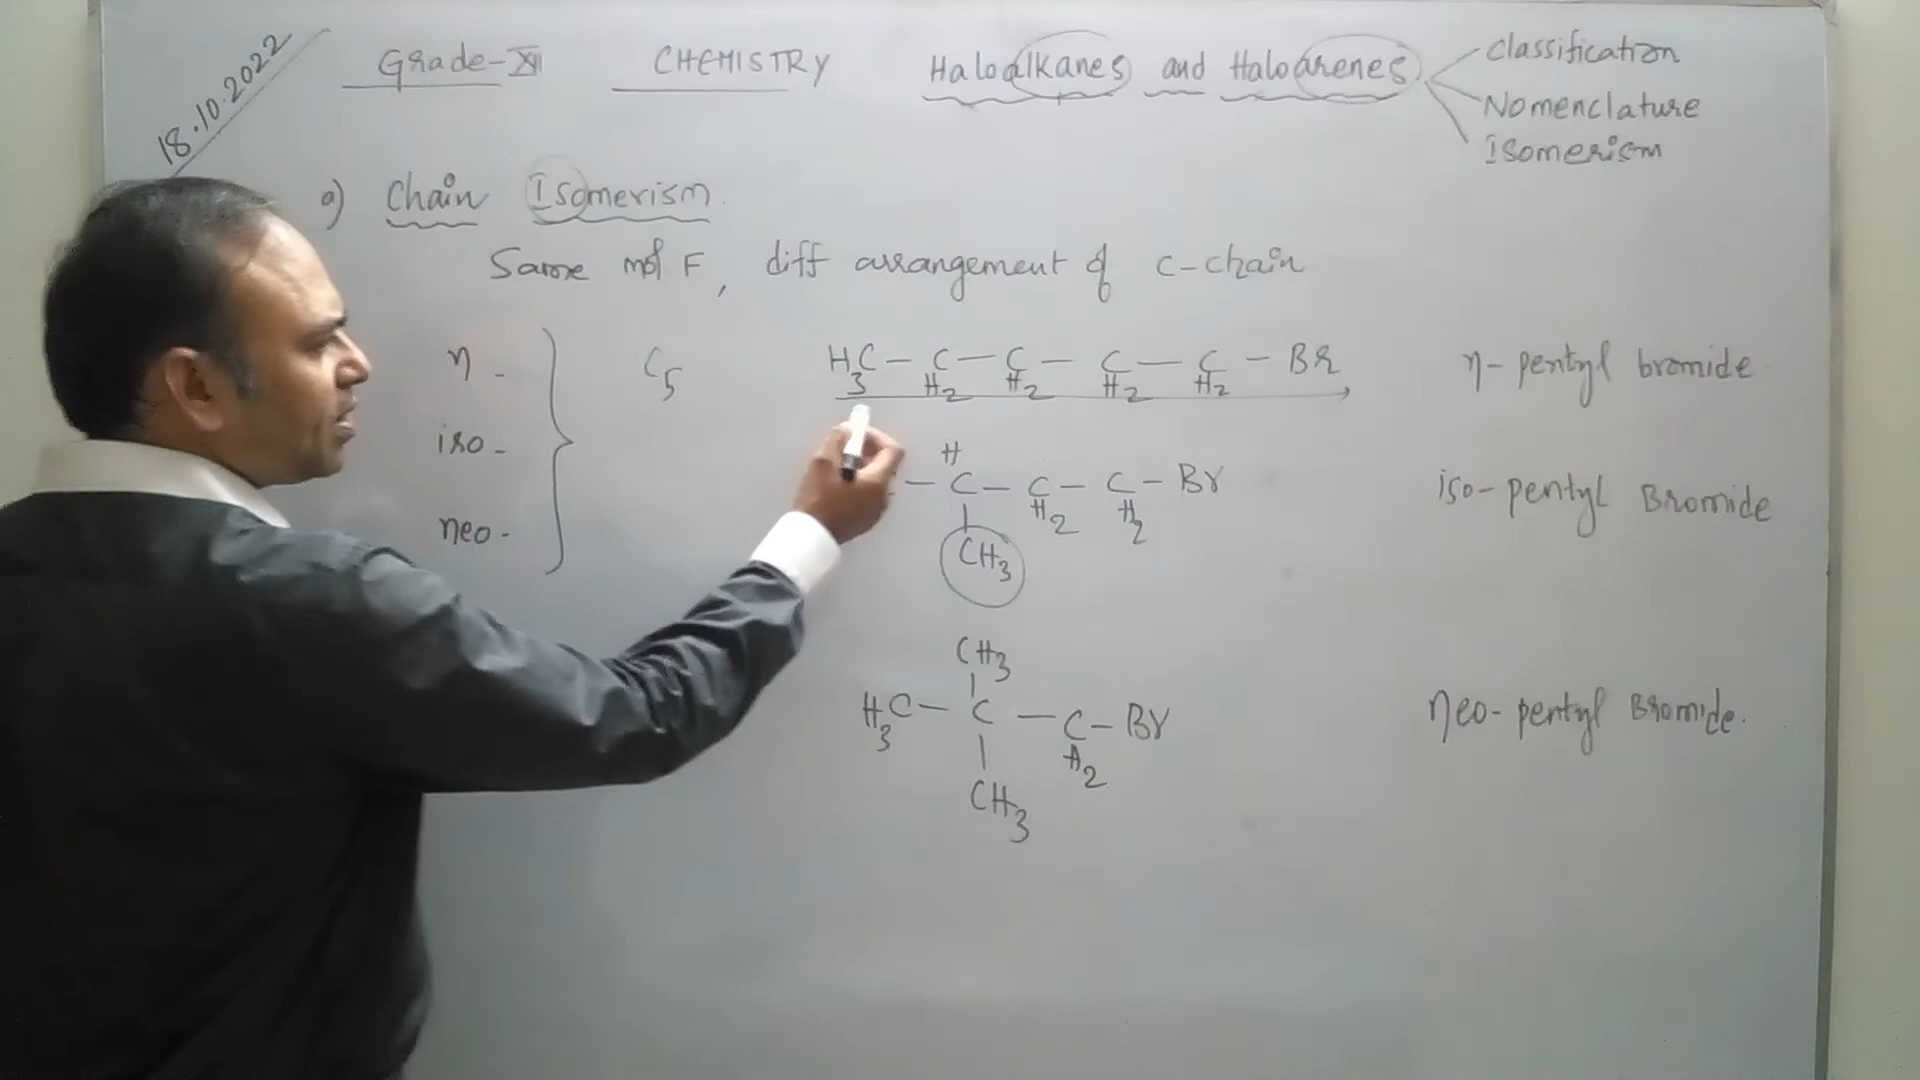 18.10.2022
Grade-XII CHEMISTRY Haloalkanes and Haloarenes
Classification
Nomenclature
Isomerism
a) Chain Isomerism.
Same mol F, diff arrangement of C-chain
n - C5 H3C - C H2 - C H2 - C H2 - C H2 - Br n-pentyl bromide
iso - - C H - C H2 - C H2 - Br iso-pentyl Bromide
CH3
neo -
CH3
H3C - C - C H2 - Br neo-pentyl Bromide.
CH3